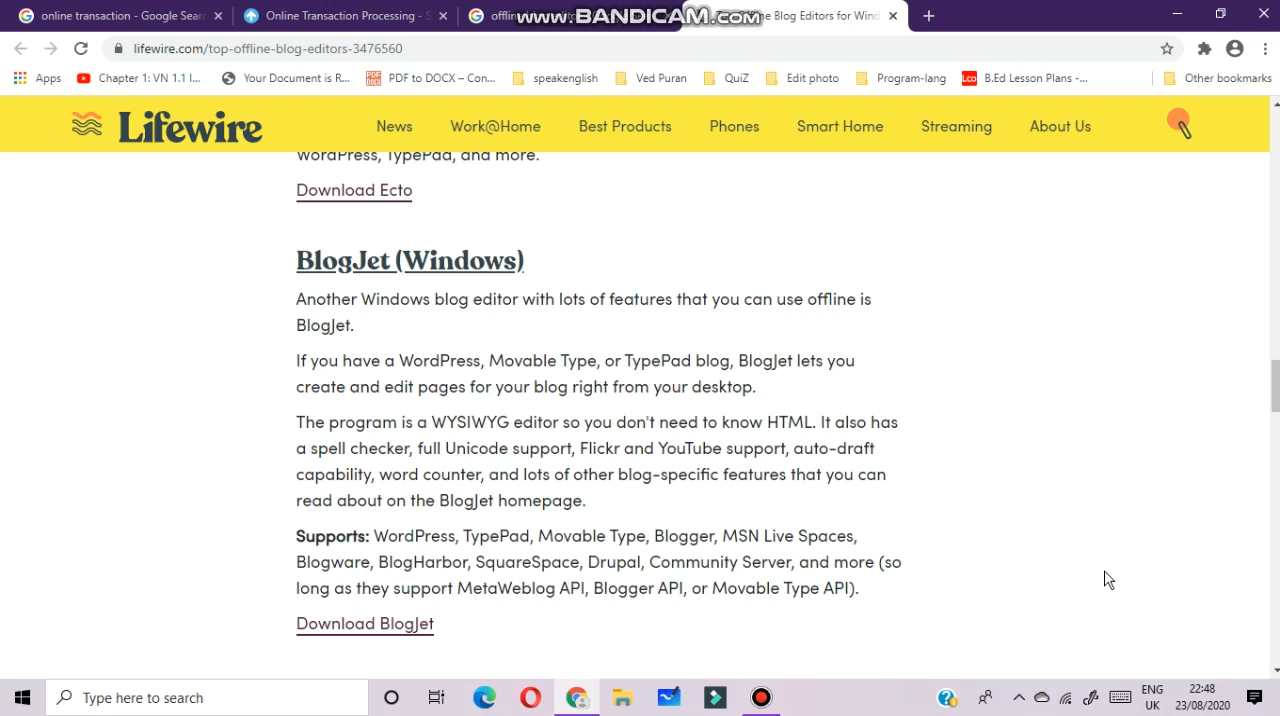 online transaction - Google Sear
Online Transaction Processing - S
offlin
www.BANDICAM.com
Offline Blog Editors for Wind
lifewire.com/top-offline-blog-editors-3476560
Apps
Chapter 1: VN 1.1 I...
Your Document is R...
PDF to DOCX – Con...
speakenglish
Ved Puran
QuiZ
Edit photo
Program-lang
Lco
B.Ed Lesson Plans -...
Other bookmarks
Lifewire
News
Work@Home
Best Products
Phones
Smart Home
Streaming
About Us
WordPress, TypePad, and more.
Download Ecto
BlogJet (Windows)
Another Windows blog editor with lots of features that you can use offline is
BlogJet.
If you have a WordPress, Movable Type, or TypePad blog, BlogJet lets you
create and edit pages for your blog right from your desktop.
The program is a WYSIWYG editor so you don't need to know HTML. It also has
a spell checker, full Unicode support, Flickr and YouTube support, auto-draft
capability, word counter, and lots of other blog-specific features that you can
read about on the BlogJet homepage.
Supports: WordPress, TypePad, Movable Type, Blogger, MSN Live Spaces,
Blogware, BlogHarbor, SquareSpace, Drupal, Community Server, and more (so
long as they support MetaWeblog API, Blogger API, or Movable Type API).
Download BlogJet
Type here to search
ENG
UK
22:48
23/08/2020